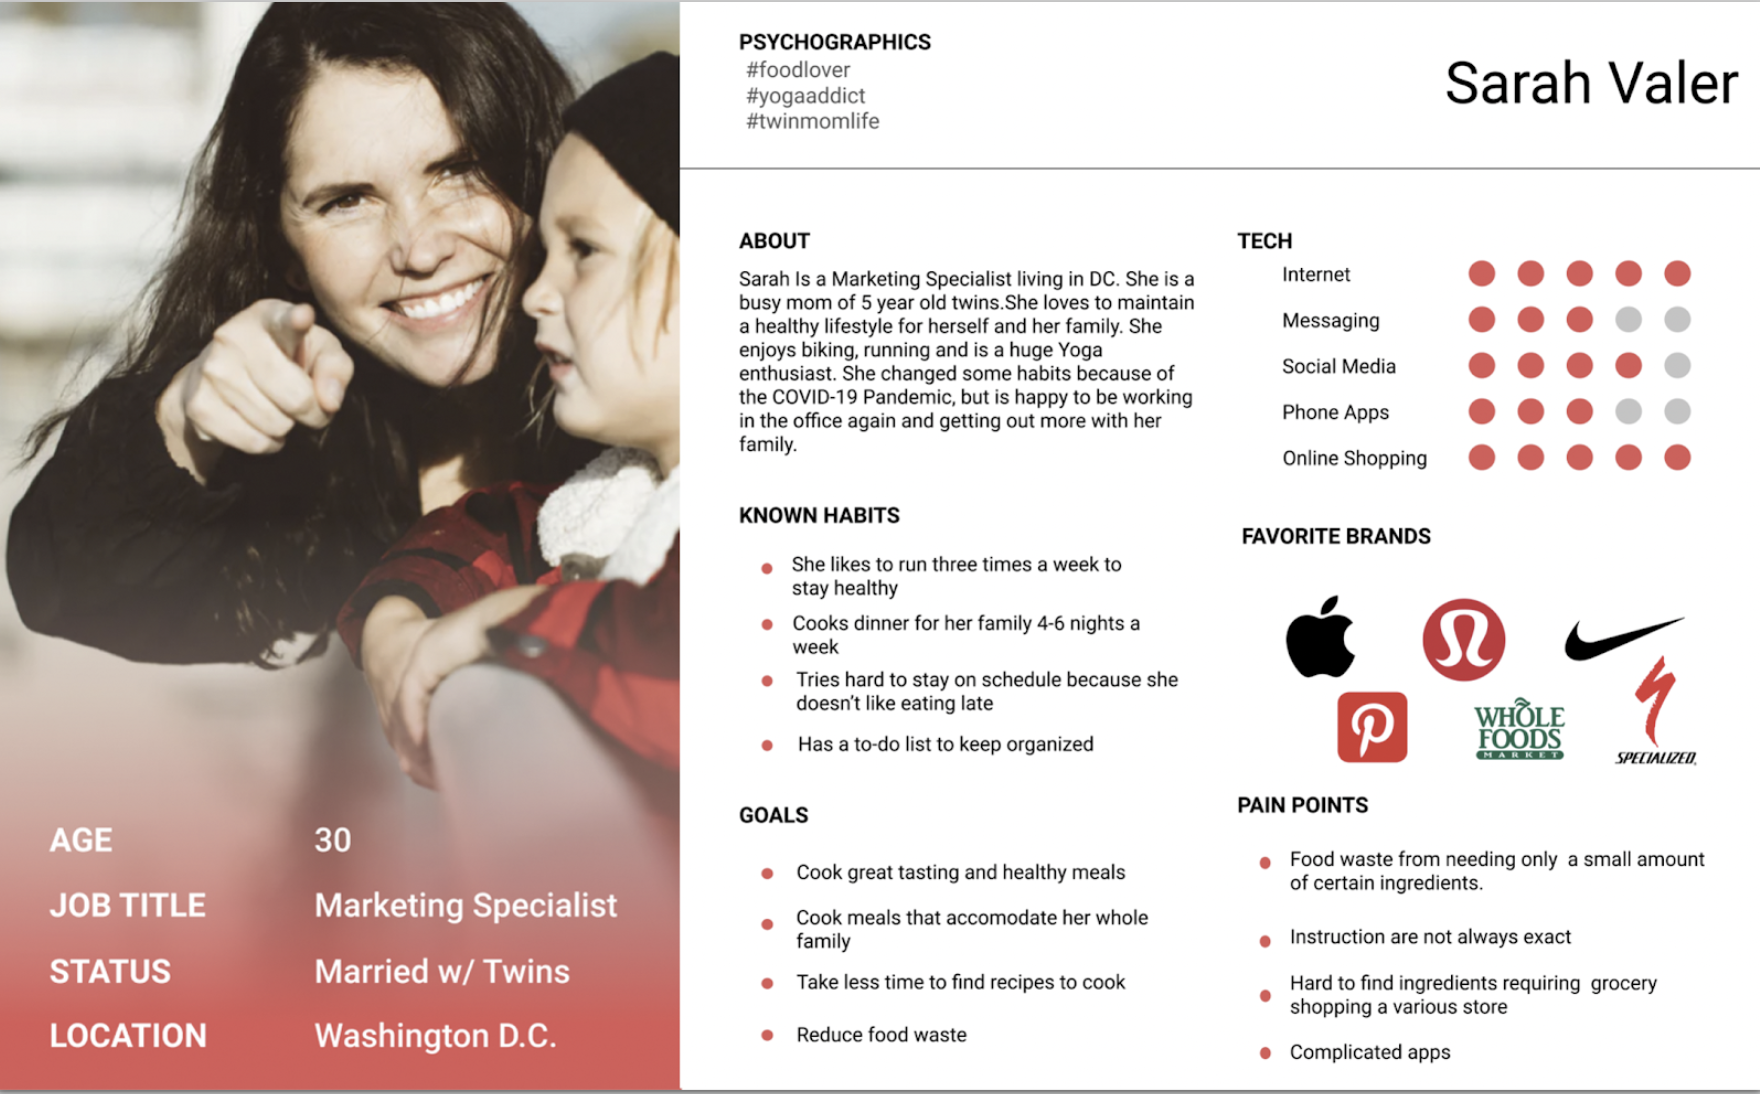 PSYCHOGRAPHICS
#foodlover
#yogaaddict
#twinmomlife
Sarah Valer
AGE 30
JOB TITLE Marketing Specialist
STATUS Married w/ Twins
LOCATION Washington D.C.
ABOUT
Sarah Is a Marketing Specialist living in DC. She is a
busy mom of 5 year old twins.She loves to maintain
a healthy lifestyle for herself and her family. She
enjoys biking, running and is a huge Yoga
enthusiast. She changed some habits because of
the COVID-19 Pandemic, but is happy to be working
in the office again and getting out more with her
family.
KNOWN HABITS
She likes to run three times a week to
stay healthy
Cooks dinner for her family 4-6 nights a
week
Tries hard to stay on schedule because she
doesn’t like eating late
Has a to-do list to keep organized
GOALS
Cook great tasting and healthy meals
Cook meals that accomodate her whole
family
Take less time to find recipes to cook
Reduce food waste
TECH
Internet
Messaging
Social Media
Phone Apps
Online Shopping
FAVORITE BRANDS
WHOLE
FOODS
MARKET
SPECIALIZED
PAIN POINTS
Food waste from needing only  a small amount
of certain ingredients.
Instruction are not always exact
Hard to find ingredients requiring  grocery
shopping a various store
Complicated apps